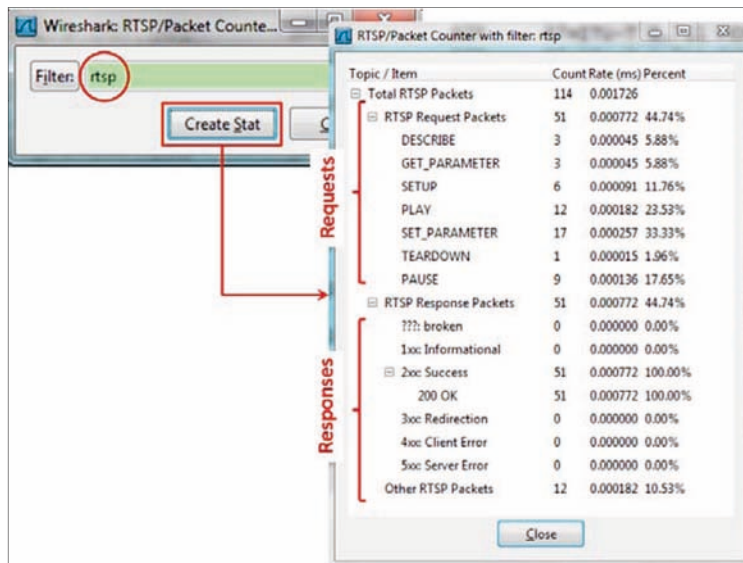 Wireshark: RTSP/Packet Counte...
Filter: rtsp
Create Stat
RTSP/Packet Counter with filter: rtsp
Topic / Item Count Rate (ms) Percent
Total RTSP Packets 114 0.001726
RTSP Request Packets 51 0.000772 44.74%
DESCRIBE 3 0.000045 5.88%
GET_PARAMETER 3 0.000045 5.88%
SETUP 6 0.000091 11.76%
PLAY 12 0.000182 23.53%
SET_PARAMETER 17 0.000257 33.33%
TEARDOWN 1 0.000015 1.96%
PAUSE 9 0.000136 17.65%
RTSP Response Packets 51 0.000772 44.74%
???: broken 0 0.000000 0.00%
1xx: Informational 0 0.000000 0.00%
2xx: Success 51 0.000772 100.00%
200 OK 51 0.000772 100.00%
3xx: Redirection 0 0.000000 0.00%
4xx: Client Error 0 0.000000 0.00%
5xx: Server Error 0 0.000000 0.00%
Other RTSP Packets 12 0.000182 10.53%
Close
Requests
Responses